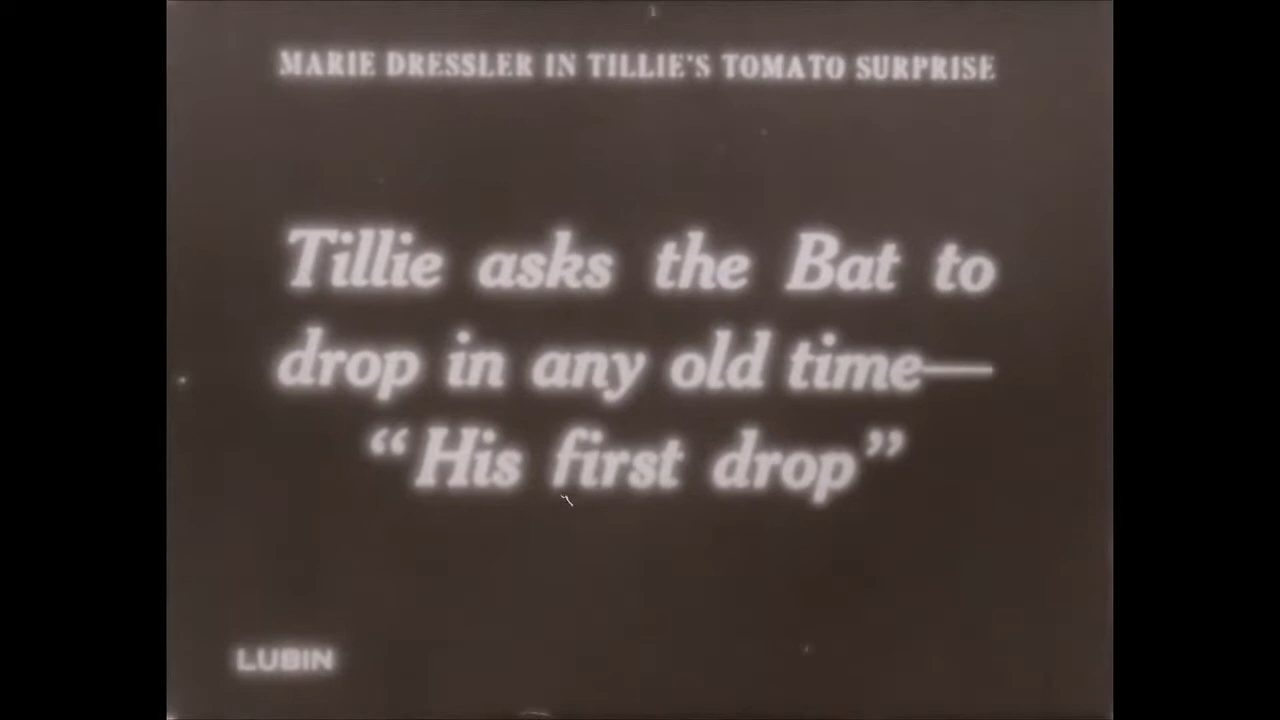 MARIE DRESSLER IN TILLIE'S TOMATO SURPRISE
Tillie asks the Bat to
drop in any old time—
“His first drop”
LUBIN